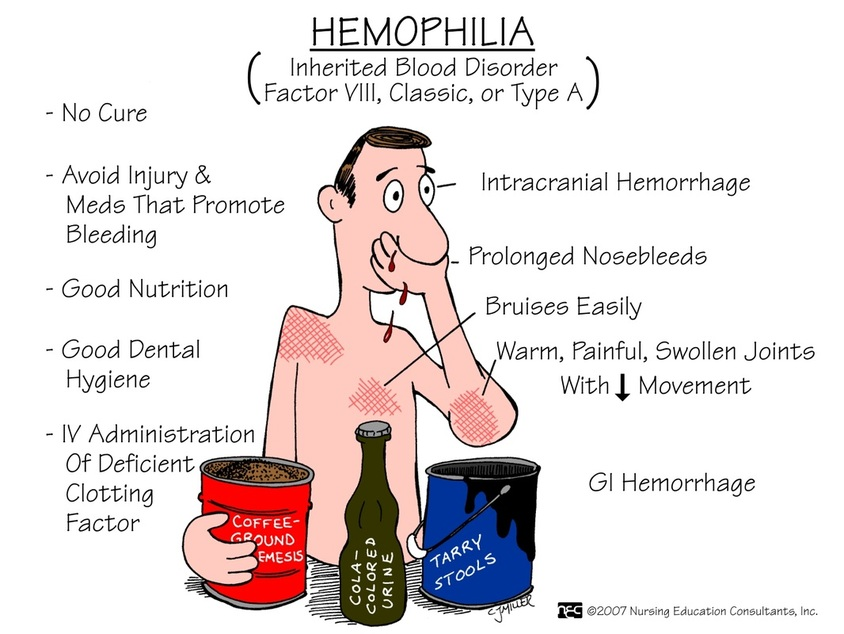 HEMOPHILIA
(Inherited Blood Disorder
Factor VIII, Classic, or Type A)
- No Cure
- Avoid Injury &
Meds That Promote
Bleeding
- Good Nutrition
- Good Dental
Hygiene
- IV Administration
Of Deficient
Clotting
Factor
Intracranial Hemorrhage
Prolonged Nosebleeds
Bruises Easily
Warm, Painful, Swollen Joints
With ↓ Movement
GI Hemorrhage
COFFEE-
GROUND
EMESIS
COLA-
COLORED
URINE
TARRY
STOOLS
CJMILLER
NEC ©2007 Nursing Education Consultants, Inc.